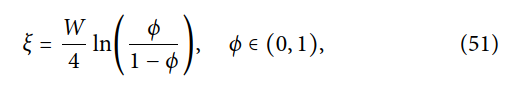 ξ = W/4 ln(ϕ/(1 − ϕ)), ϕ ∈ (0, 1), (51)